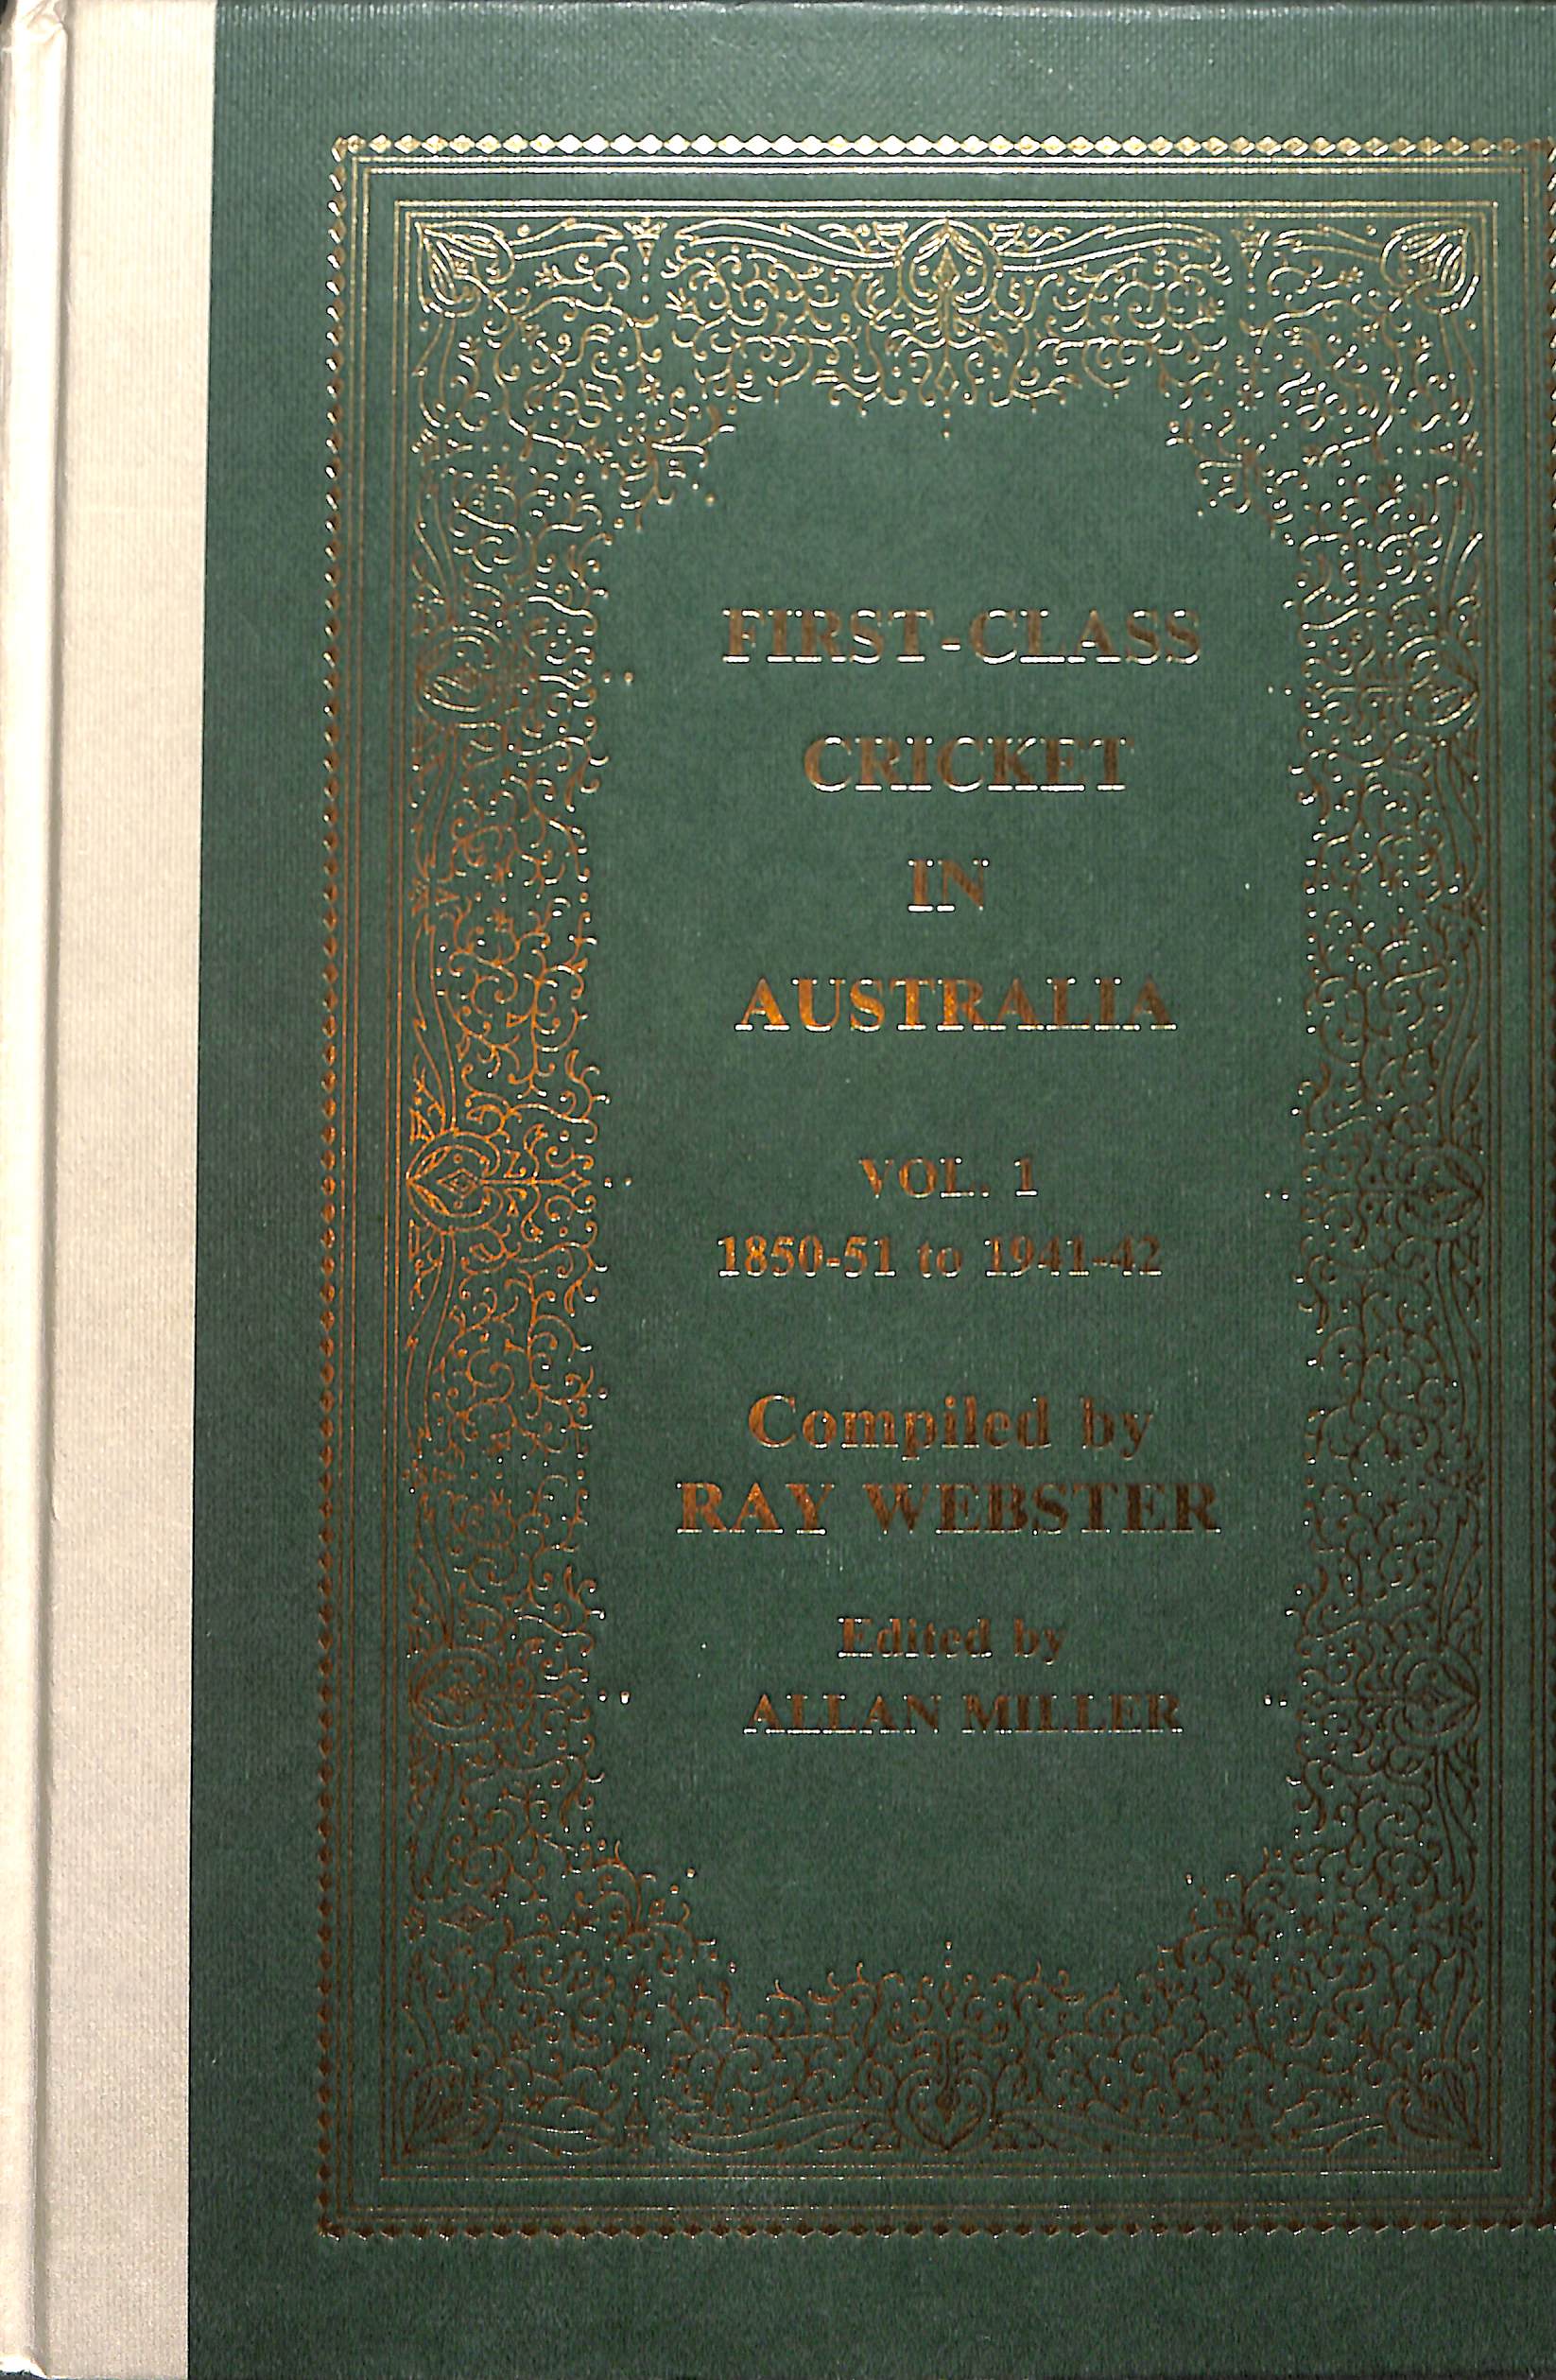 FIRST-CLASS
CRICKET
IN
AUSTRALIA
VOL. 1
1850-51 to 1941-42
Compiled by
RAY WEBSTER
Edited by
ALLAN MILLER